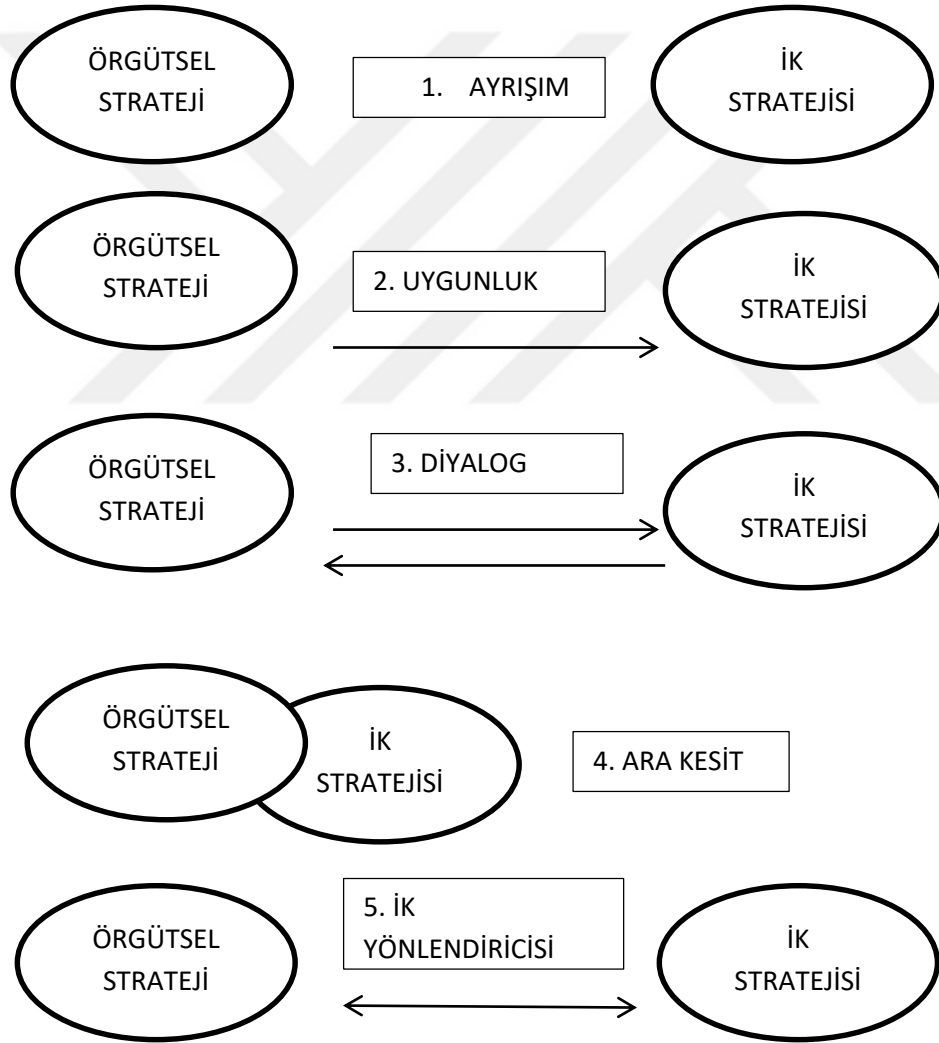 ÖRGÜTSEL
STRATEJİ
1. AYRIŞIM
İK
STRATEJİSİ
ÖRGÜTSEL
STRATEJİ
2. UYGUNLUK
İK
STRATEJİSİ
ÖRGÜTSEL
STRATEJİ
3. DİYALOG
İK
STRATEJİSİ
ÖRGÜTSEL
STRATEJİ
İK
STRATEJİSİ
4. ARA KESİT
ÖRGÜTSEL
STRATEJİ
5. İK
YÖNLENDİRİCİSİ
İK
STRATEJİSİ